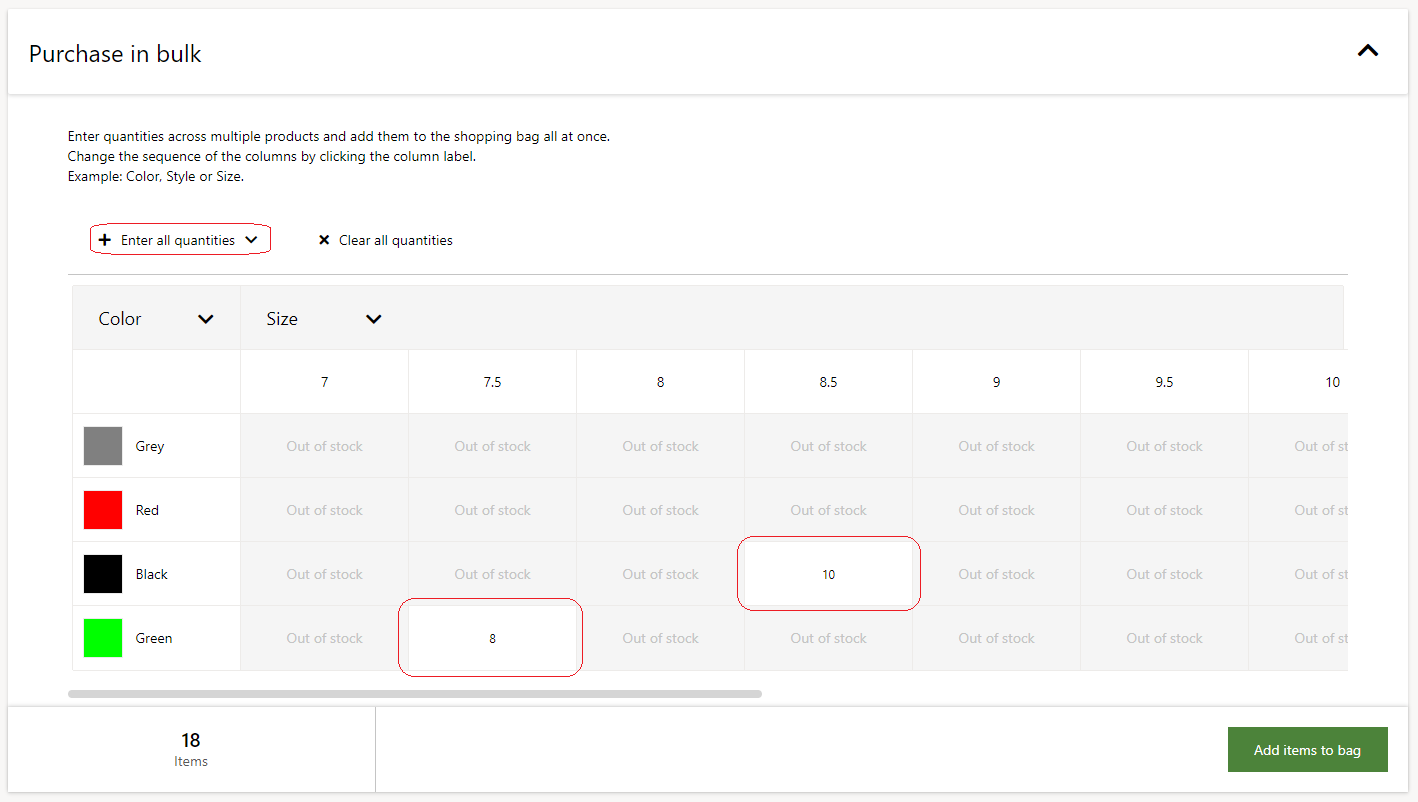 Purchase in bulk
Enter quantities across multiple products and add them to the shopping bag all at once.
Change the sequence of the columns by clicking the column label.
Example: Color, Style or Size.
Enter all quantities Clear all quantities
Color Size
7 7.5 8 8.5 9 9.5 10
Grey Out of stock Out of stock Out of stock Out of stock Out of stock Out of stock Out of st
Red Out of stock Out of stock Out of stock Out of stock Out of stock Out of stock Out of st
Black Out of stock Out of stock Out of stock 10 Out of stock Out of stock Out of st
Green Out of stock 8 Out of stock Out of stock Out of stock Out of stock Out of st
18
Items
Add items to bag